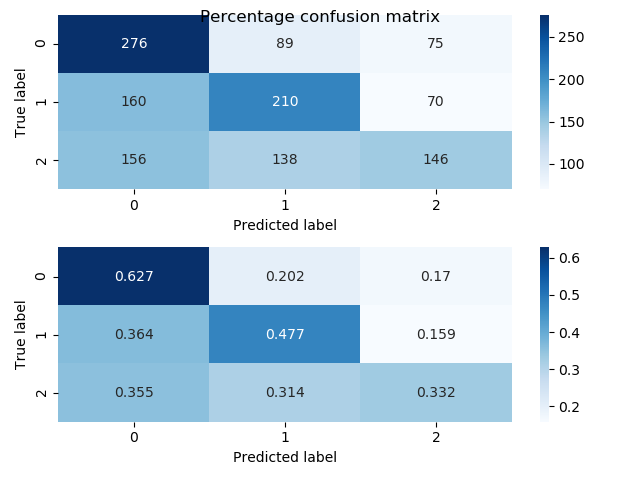 Percentage confusion matrix
True label
0 276 89 75
1 160 210 70
2 156 138 146
0 1 2
Predicted label
250
200
150
100
True label
0 0.627 0.202 0.17
1 0.364 0.477 0.159
2 0.355 0.314 0.332
0 1 2
Predicted label
0.6
0.5
0.4
0.3
0.2